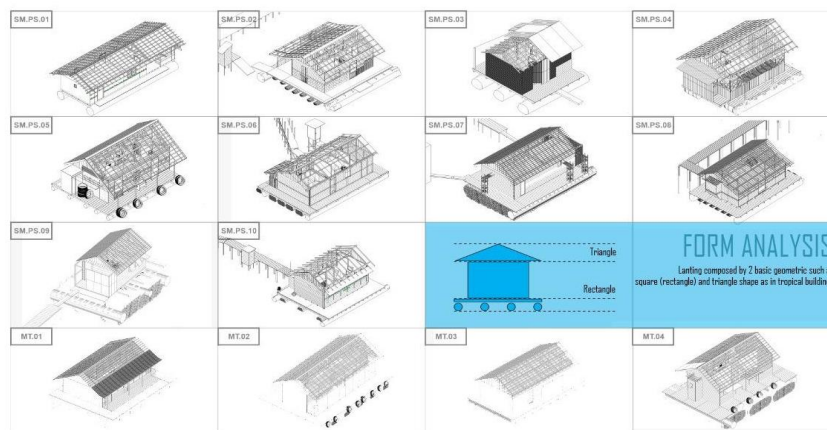 SM.PS.01
SM.PS.02
SM.PS.03
SM.PS.04
SM.PS.05
SM.PS.06
SM.PS.07
SM.PS.08
SM.PS.09
SM.PS.10
Triangle
Rectangle
FORM ANALYSIS
Lanting composed by 2 basic geometric such
square (rectangle) and triangle shape as in tropical building
MT.01
MT.02
MT.03
MT.04